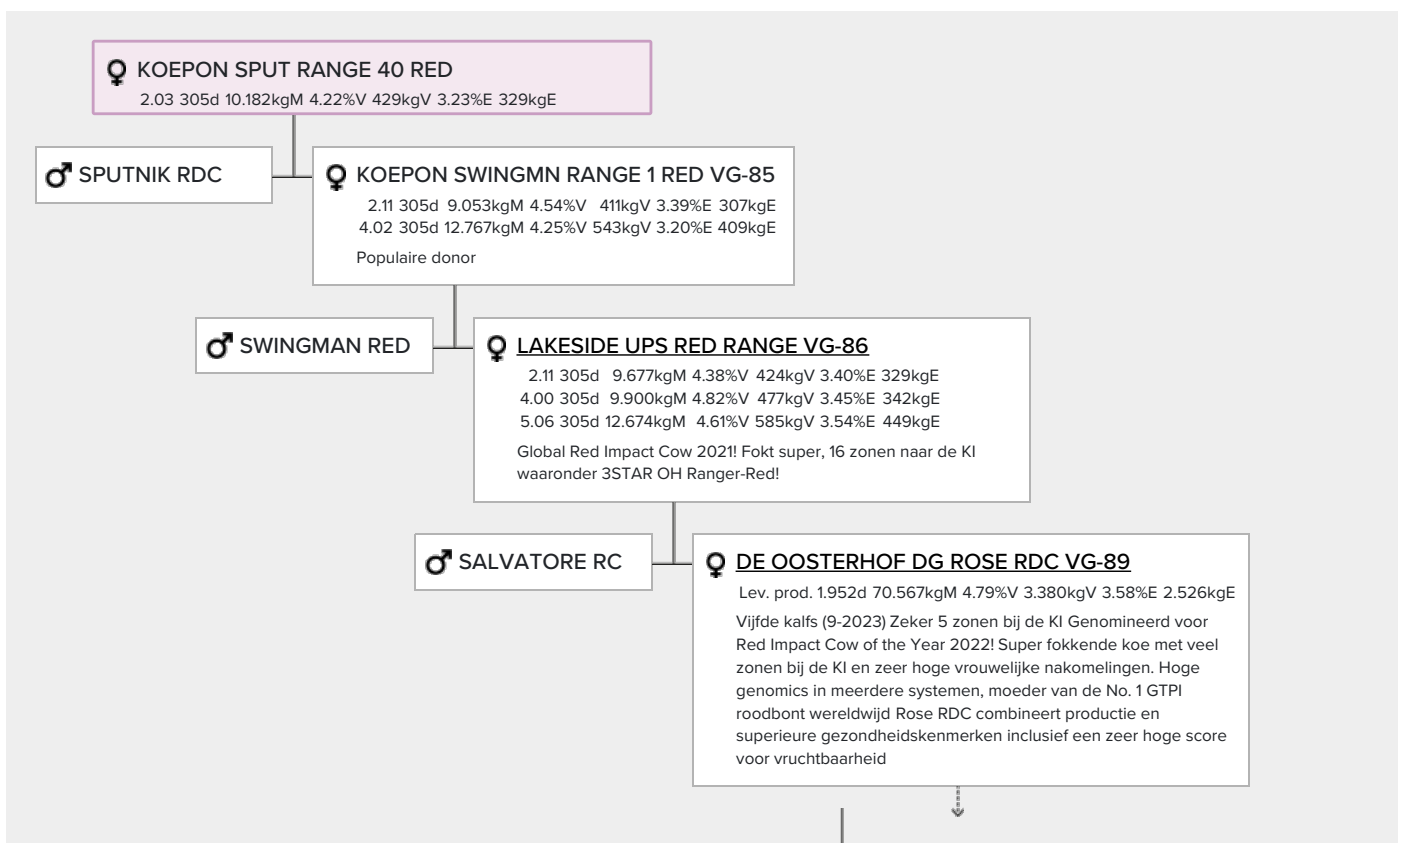 KOEPON SPUT RANGE 40 RED
2.03 305d 10.182kgM 4.22%V 429kgV 3.23%E 329kgE
SPUTNIK RDC
KOEPON SWINGMN RANGE 1 RED VG-85
2.11 305d 9.053kgM 4.54%V 411kgV 3.39%E 307kgE
4.02 305d 12.767kgM 4.25%V 543kgV 3.20%E 409kgE
Populaire donor
SWINGMAN RED
LAKESIDE UPS RED RANGE VG-86
2.11 305d 9.677kgM 4.38%V 424kgV 3.40%E 329kgE
4.00 305d 9.900kgM 4.82%V 477kgV 3.45%E 342kgE
5.06 305d 12.674kgM 4.61%V 585kgV 3.54%E 449kgE
Global Red Impact Cow 2021! Fokt super, 16 zonen naar de KI
waaronder 3STAR OH Ranger-Red!
SALVATORE RC
DE OOSTERHOF DG ROSE RDC VG-89
Lev. prod. 1.952d 70.567kgM 4.79%V 3.380kgV 3.58%E 2.526kgE
Vijfde kalfs (9-2023) Zeker 5 zonen bij de KI Genomineerd voor
Red Impact Cow of the Year 2022! Super fokkende koe met veel
zonen bij de KI en zeer hoge vrouwelijke nakomelingen. Hoge
genomics in meerdere systemen, moeder van de No. 1 GTPI
roodbont wereldwijd Rose RDC combineert productie en
superieure gezondheidskenmerken inclusief een zeer hoge score
voor vruchtbaarheid